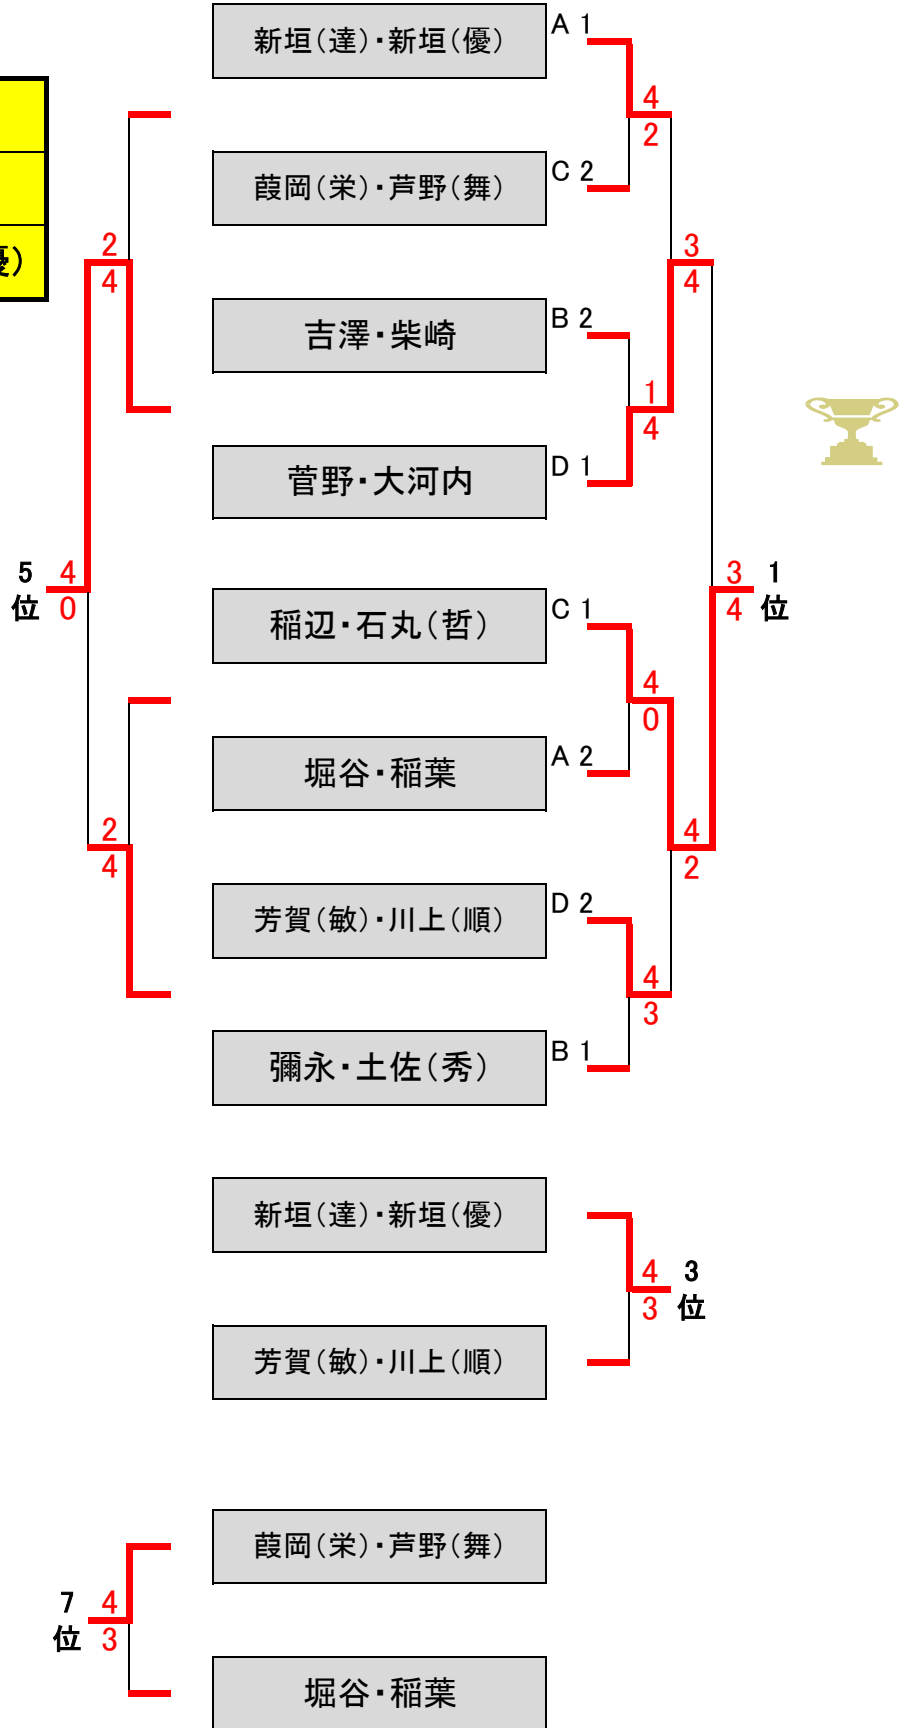 新垣(達)・新垣(優)
A 1
4
2
葭岡(栄)・芦野(舞)
C 2
優)
2
4
3
4
吉澤・柴崎
B 2
1
4
菅野・大河内
D 1
5
位
4
0
3
4
1
位
稲辺・石丸(哲)
C 1
4
0
堀谷・稲葉
A 2
2
4
4
2
芳賀(敏)・川上(順)
D 2
4
3
彌永・土佐(秀)
B 1
新垣(達)・新垣(優)
4
3
3
位
芳賀(敏)・川上(順)
葭岡(栄)・芦野(舞)
7
位
4
3
堀谷・稲葉